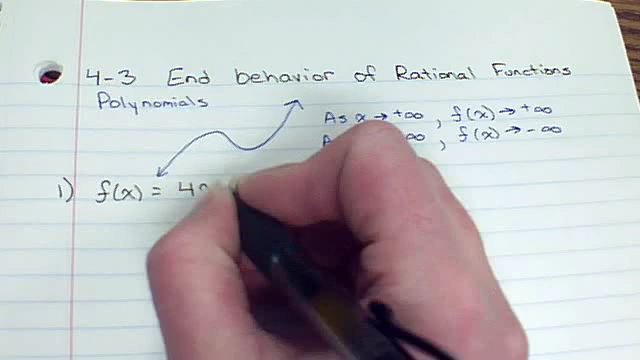 4-3 End behavior of Rational Functions
Polynomials
As x → +∞, f(x) → +∞
A ∞, f(x) → -∞
1) f(x) = 4